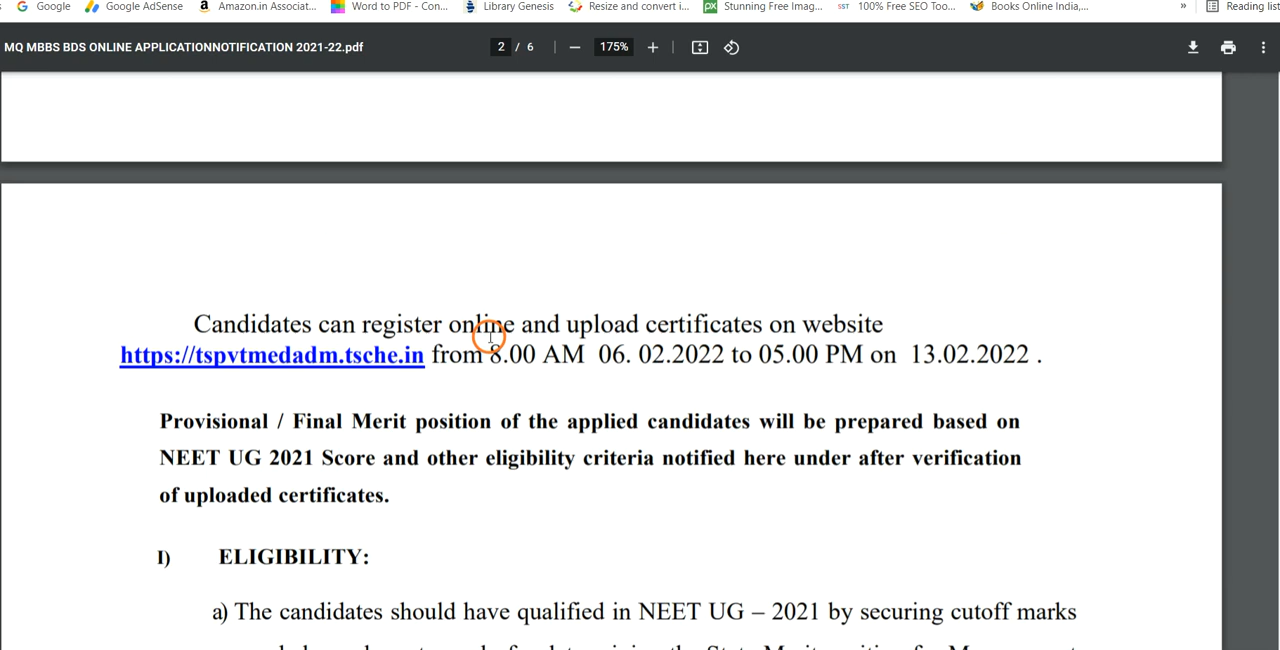 Google Google AdSense Amazon.in Associat... Word to PDF - Con... Library Genesis Resize and convert i... Stunning Free Imag... SST 100% Free SEO Too... Books Online India,... » Reading list
MQ MBBS BDS ONLINE APPLICATIONNOTIFICATION 2021-22.pdf 2 / 6 — 175% +
Candidates can register online and upload certificates on website
https://tspvtmedadm.tsche.in from 8.00 AM 06. 02.2022 to 05.00 PM on 13.02.2022 .
Provisional / Final Merit position of the applied candidates will be prepared based on
NEET UG 2021 Score and other eligibility criteria notified here under after verification
of uploaded certificates.
I) ELIGIBILITY:
a) The candidates should have qualified in NEET UG – 2021 by securing cutoff marks